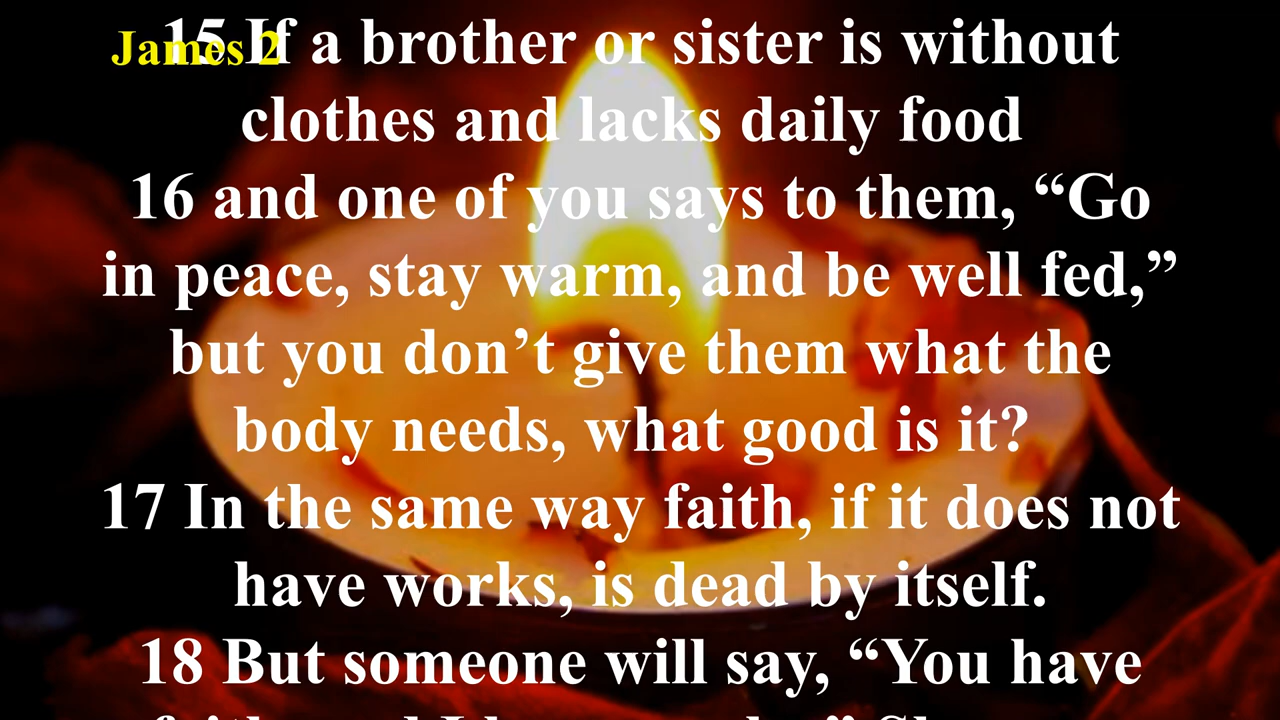 James 2
15 If a brother or sister is without
clothes and lacks daily food
16 and one of you says to them, “Go
in peace, stay warm, and be well fed,”
but you don’t give them what the
body needs, what good is it?
17 In the same way faith, if it does not
have works, is dead by itself.
18 But someone will say, “You have